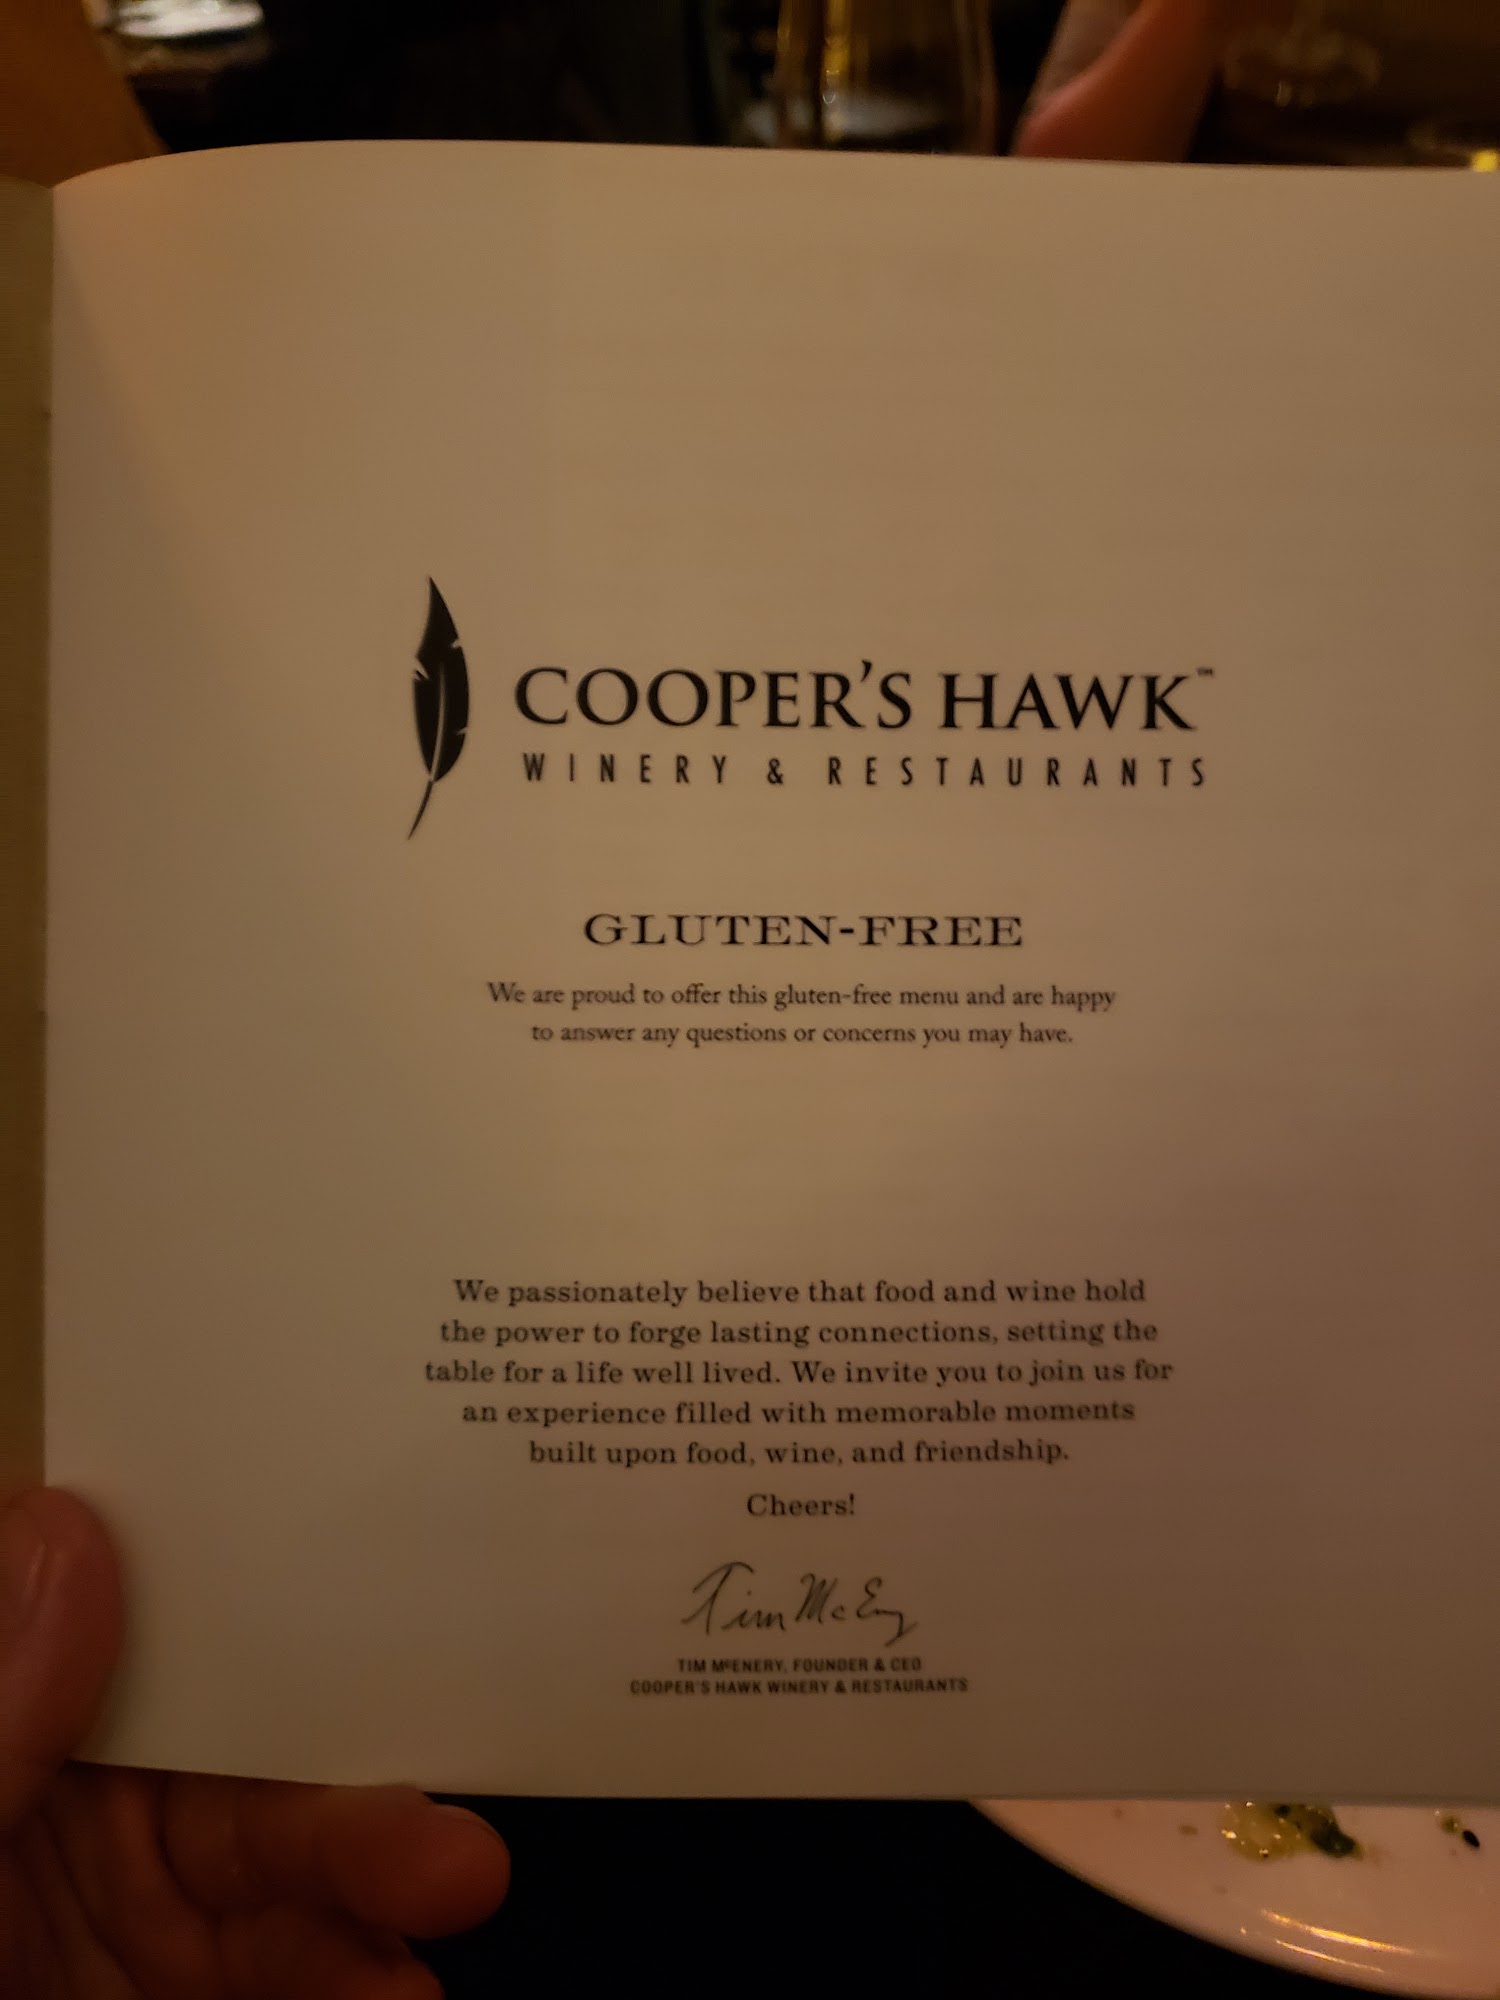 COOPER'S HAWK™
WINERY & RESTAURANTS
GLUTEN-FREE
We are proud to offer this gluten-free menu and are happy
to answer any questions or concerns you may have.
We passionately believe that food and wine hold
the power to forge lasting connections, setting the
table for a life well lived. We invite you to join us for
an experience filled with memorable moments
built upon food, wine, and friendship.
Cheers!
Tim McEnery
TIM McENERY, FOUNDER & CEO
COOPER'S HAWK WINERY & RESTAURANTS